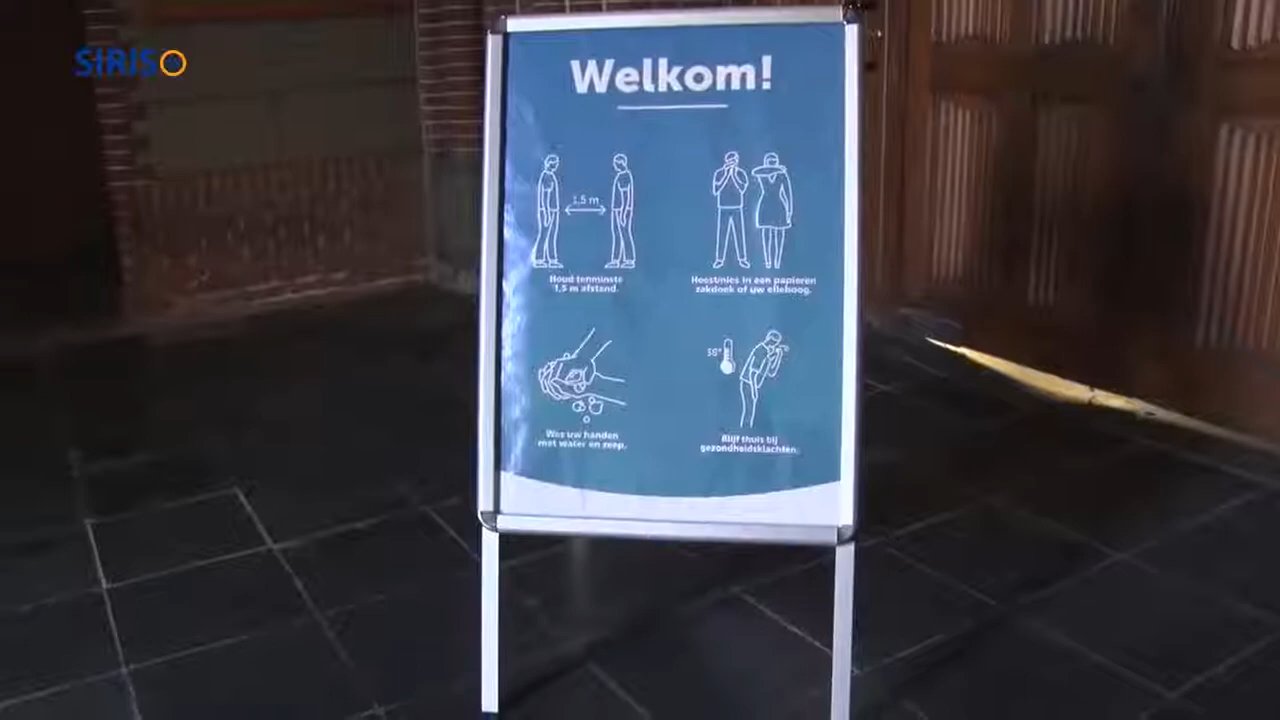 SIRISO
Welkom!
1,5 m
Houd tenminste
1,5 m afstand.
Hoest/nies in een papieren
zakdoek of uw elleboog.
38°
Was uw handen
met water en zeep.
Blijf thuis bij
gezondheidsklachten.